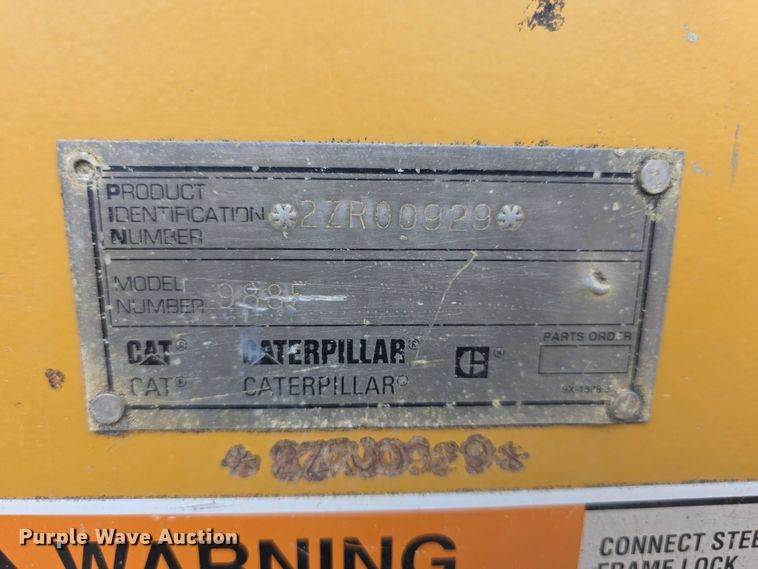 PRODUCT
IDENTIFICATION *2ZR00929*
NUMBER
MODEL
NUMBER 988F
CAT® CATERPILLAR®
PARTS ORDER
CAT® CATERPILLAR®
*2ZR00929*
Purple Wave Auction
WARNING
CONNECT STEE
FRAME LOCK